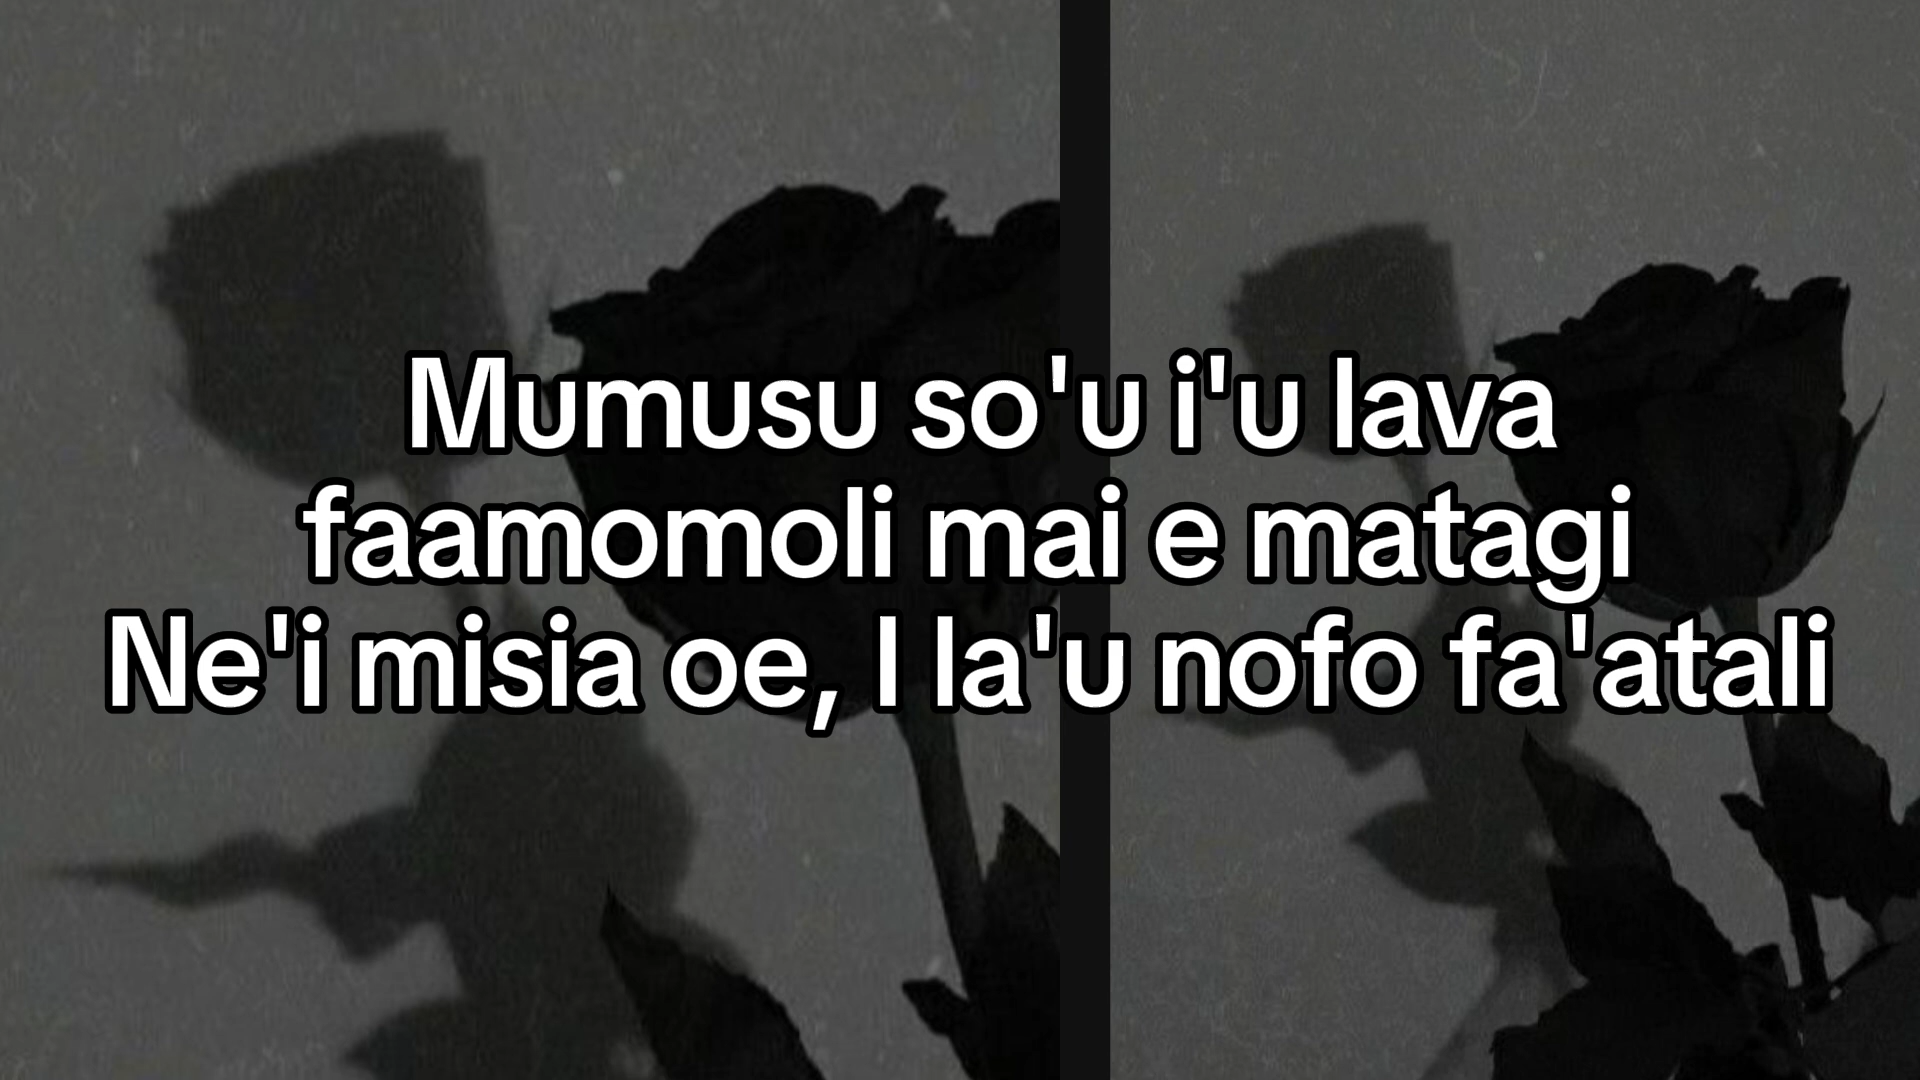 Mumusu so'u i'u lava
faamomoli mai e matagi
Ne'i misia oe, I la'u nofo fa'atali